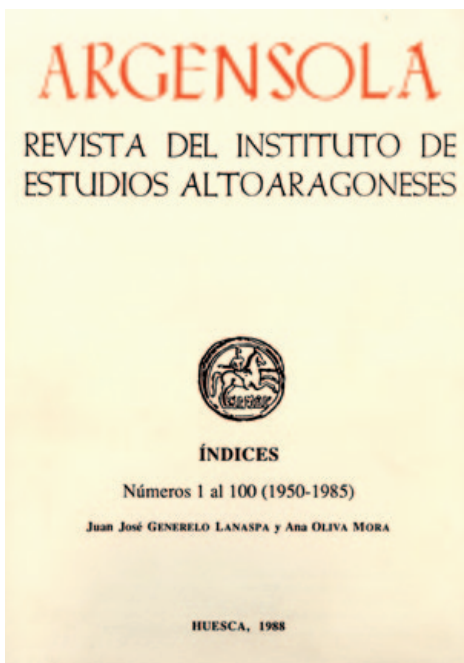 ARGENSOLA
REVISTA DEL INSTITUTO DE
ESTUDIOS ALTOARAGONESES
ÍNDICES
Números 1 al 100 (1950-1985)
Juan José GENERELO LANASPA y Ana OLIVA MORA
HUESCA, 1988